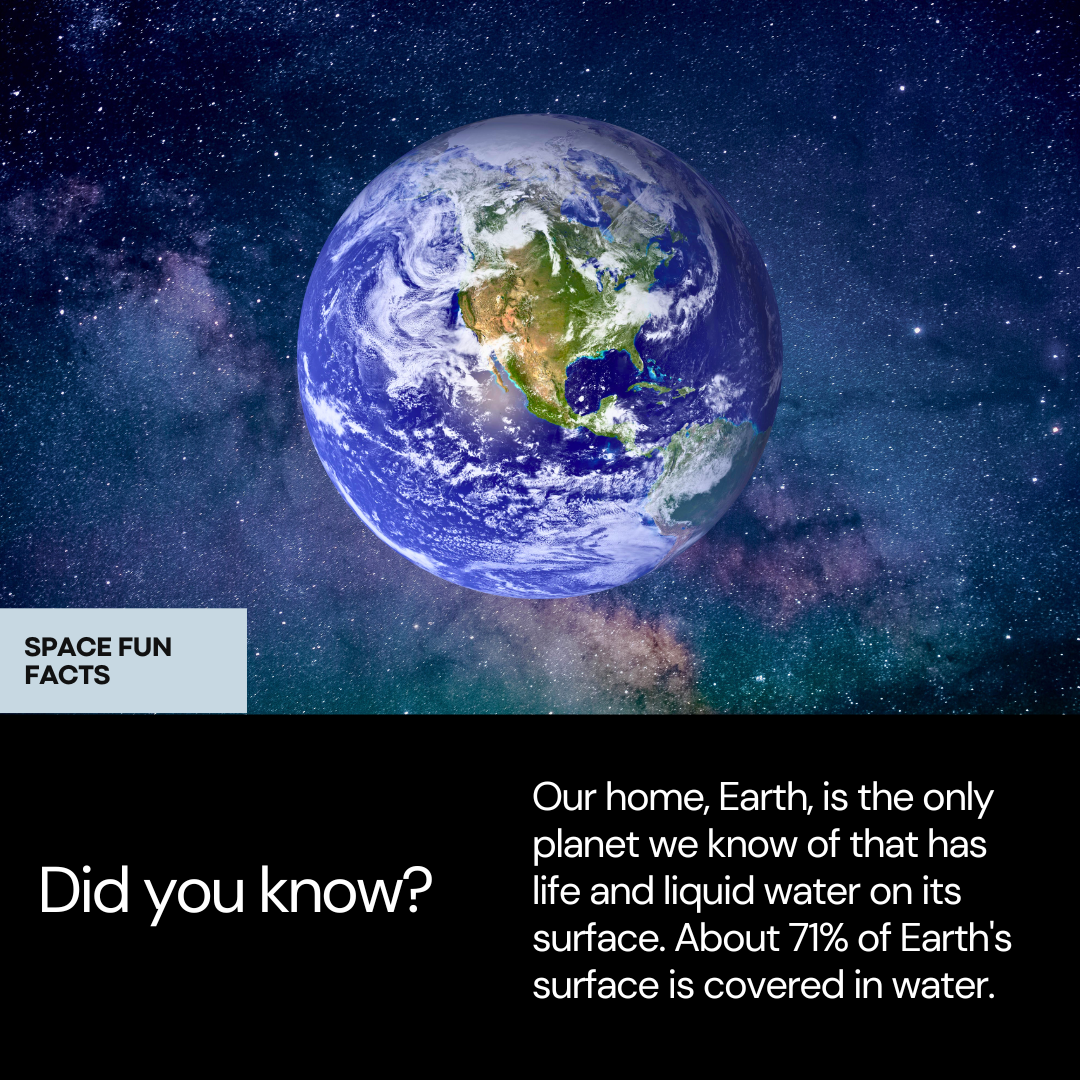 SPACE FUN
FACTS
Did you know?
Our home, Earth, is the only
planet we know of that has
life and liquid water on its
surface. About 71% of Earth's
surface is covered in water.